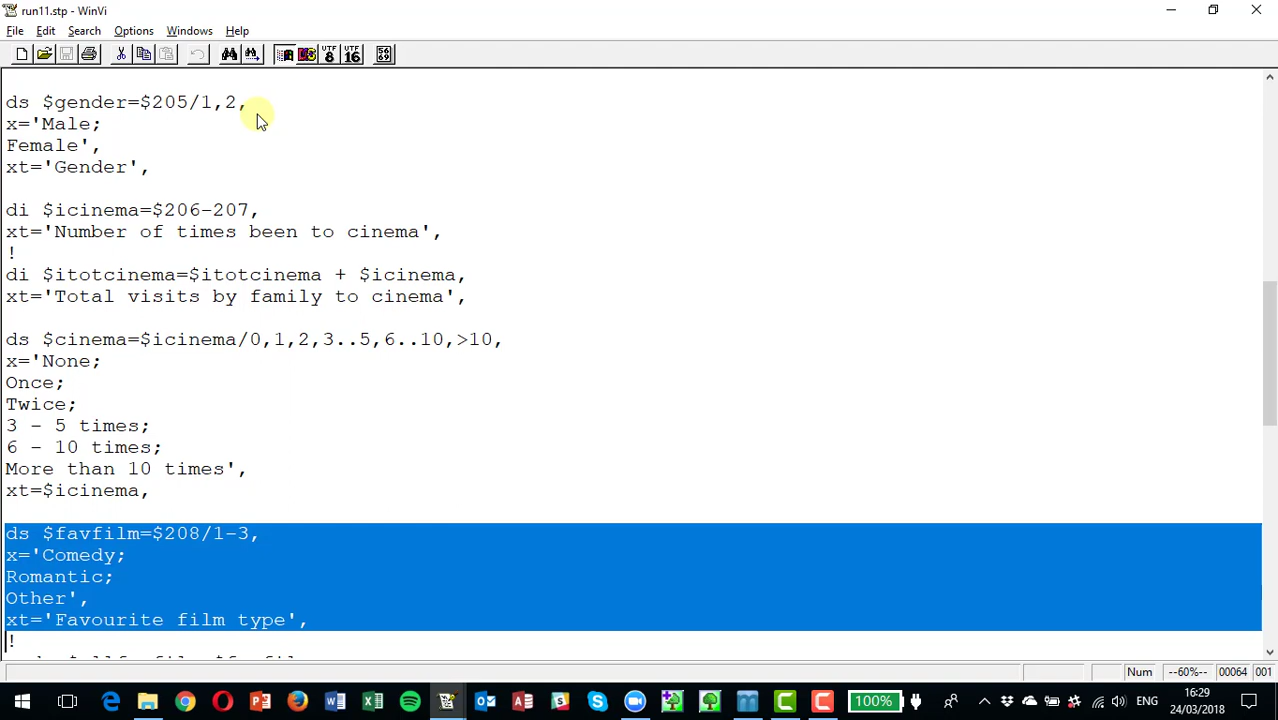 run11.stp - WinVi
File Edit Search Options Windows Help
UTF 8 UTF 16
ds $gender=$205/1,2,
x='Male;
Female',
xt='Gender',
di $icinema=$206-207,
xt='Number of times been to cinema',
!
di $itotcinema=$itotcinema + $icinema,
xt='Total visits by family to cinema',
ds $cinema=$icinema/0,1,2,3..5,6..10,>10,
x='None;
Once;
Twice;
3 - 5 times;
6 - 10 times;
More than 10 times',
xt=$icinema,
ds $favfilm=$208/1-3,
x='Comedy;
Romantic;
Other',
xt='Favourite film type',
!
Num --60%-- 00064 001
100% ENG 16:29
24/03/2018